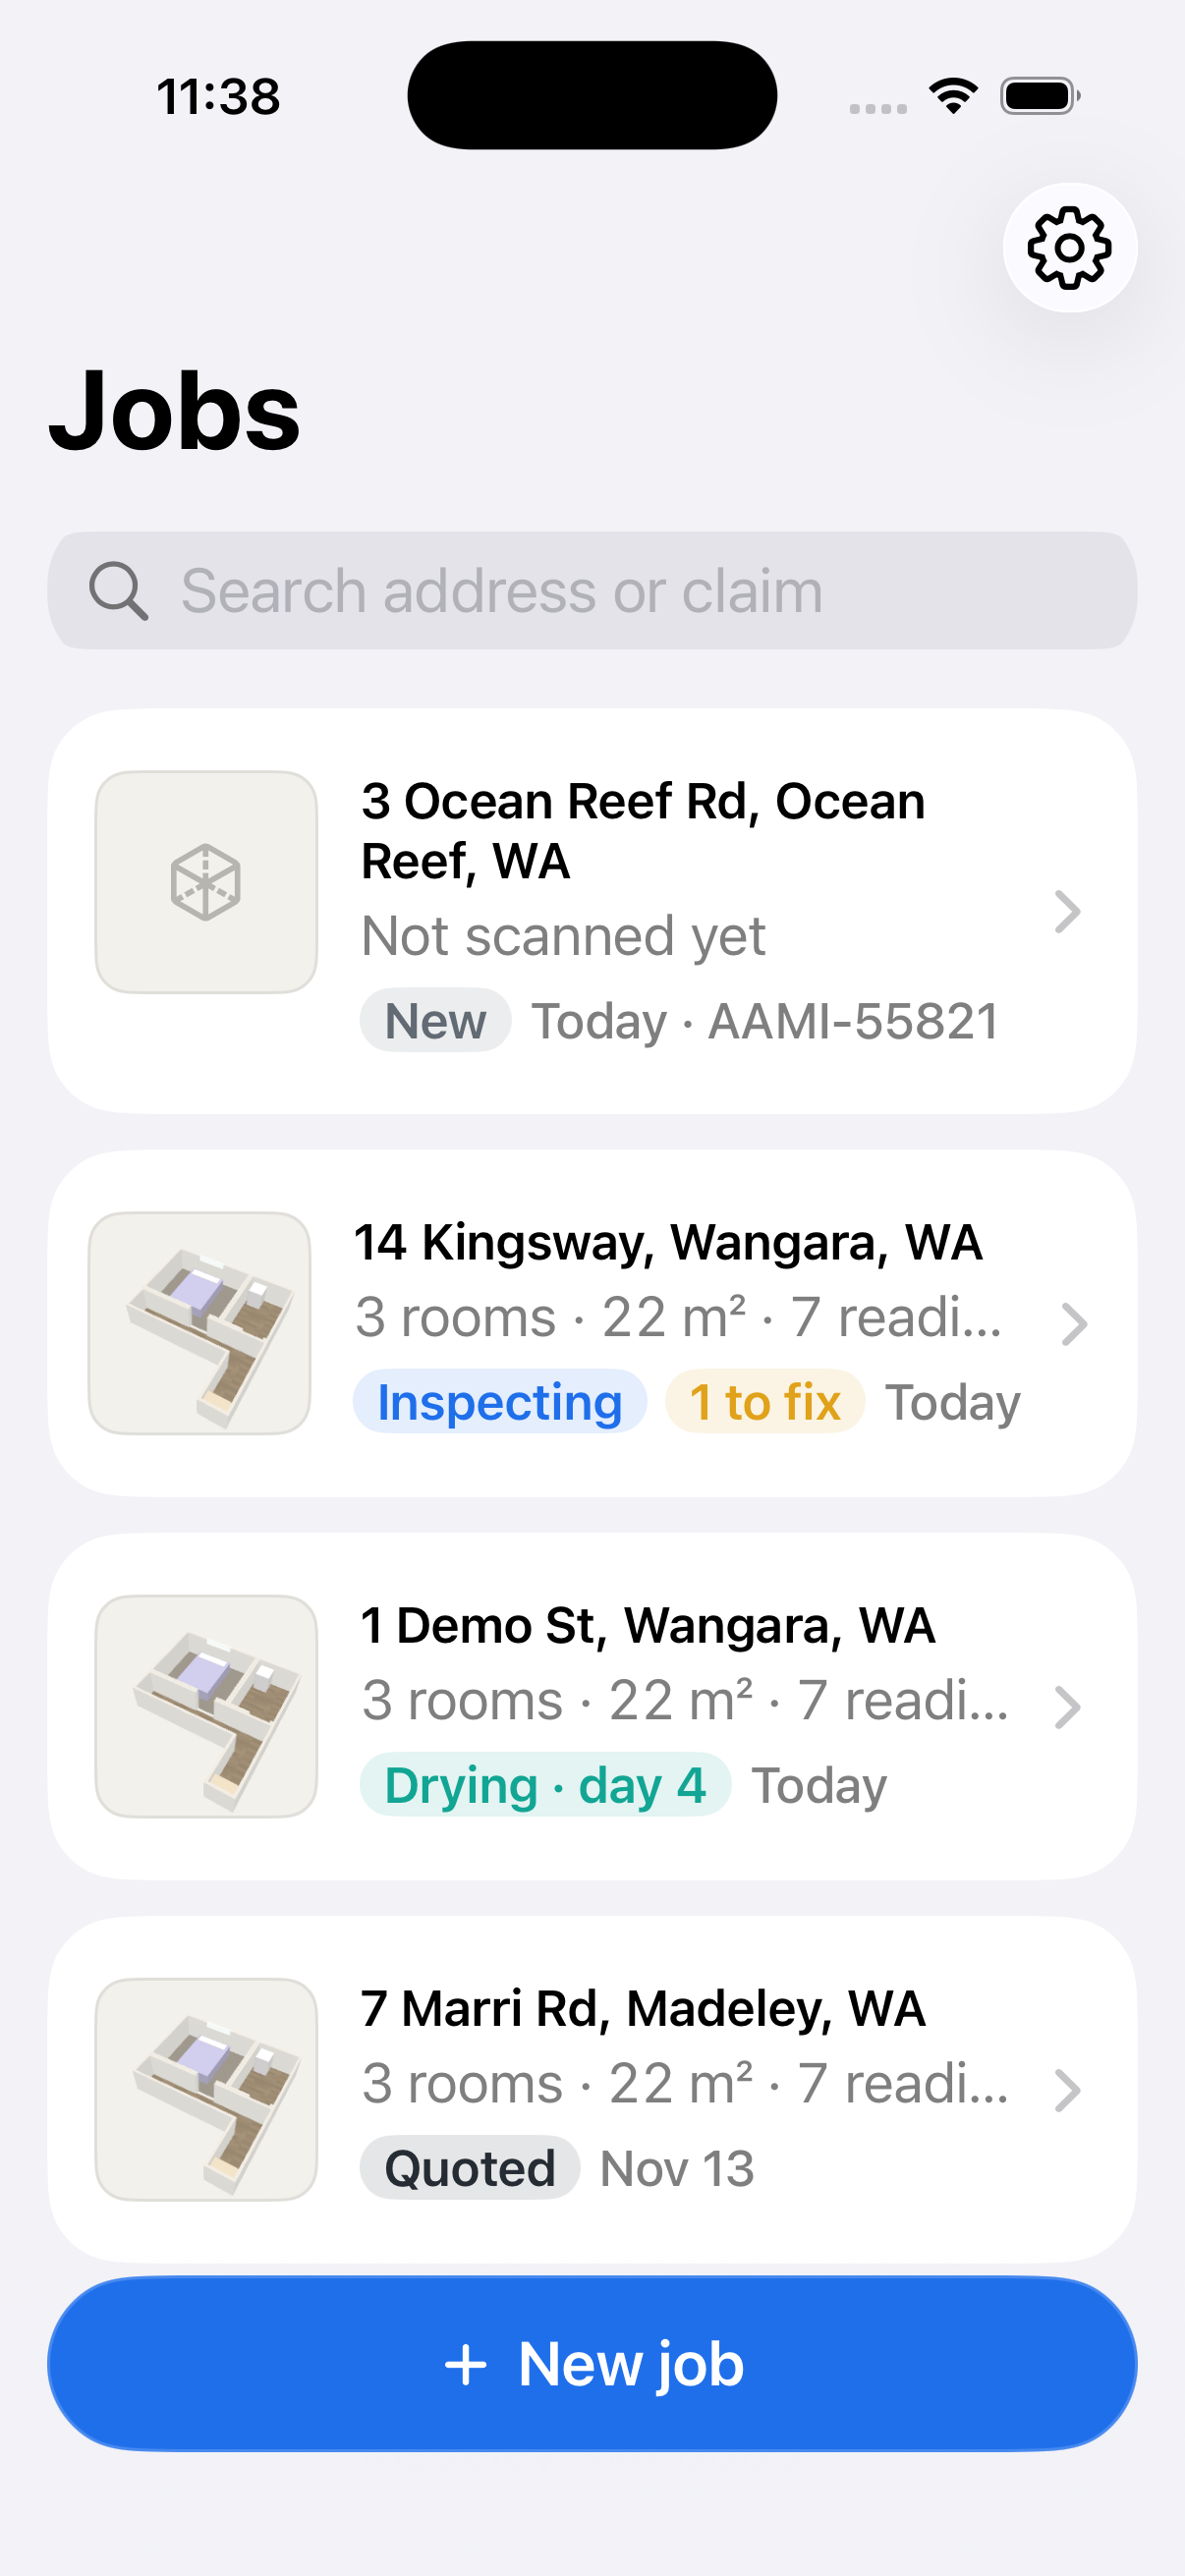 11:38
Jobs
Search address or claim
3 Ocean Reef Rd, Ocean
Reef, WA
Not scanned yet
New Today · AAMI-55821
14 Kingsway, Wangara, WA
3 rooms · 22 m² · 7 readi...
Inspecting 1 to fix Today
1 Demo St, Wangara, WA
3 rooms · 22 m² · 7 readi...
Drying · day 4 Today
7 Marri Rd, Madeley, WA
3 rooms · 22 m² · 7 readi...
Quoted Nov 13
+ New job